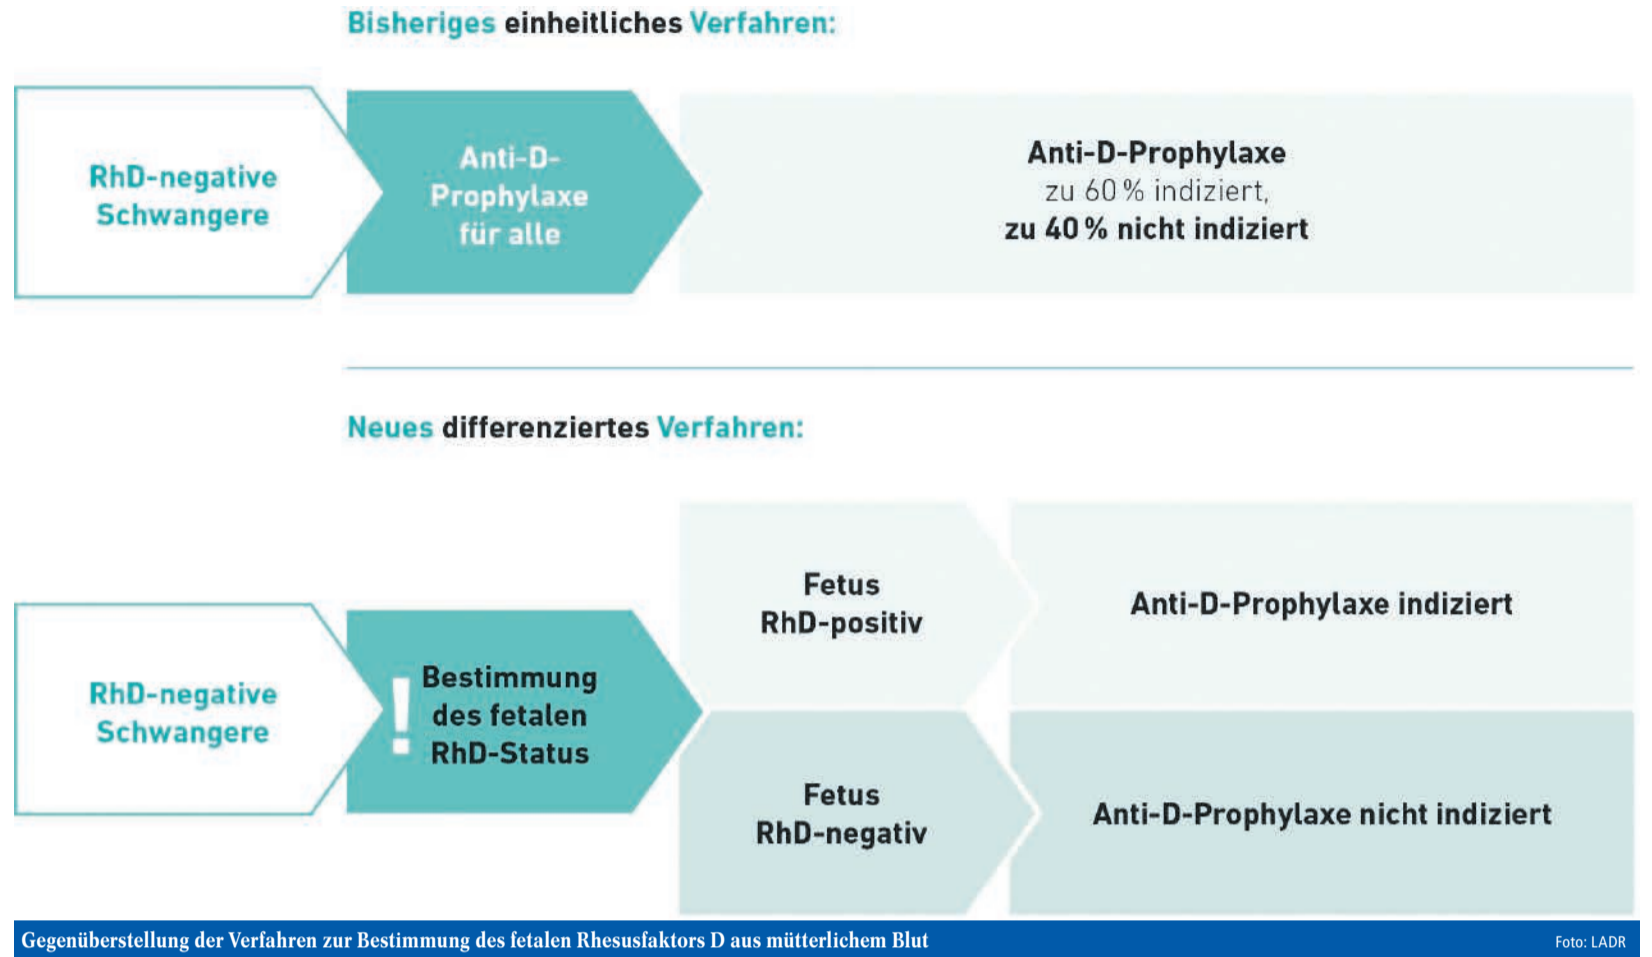 Bisheriges einheitliches Verfahren:
RhD-negative
Schwangere
Anti-D-
Prophylaxe
für alle
Anti-D-Prophylaxe
zu 60 % indiziert,
zu 40 % nicht indiziert
Neues differenziertes Verfahren:
RhD-negative
Schwangere
!
Bestimmung
des fetalen
RhD-Status
Fetus
RhD-positiv
Anti-D-Prophylaxe indiziert
Fetus
RhD-negativ
Anti-D-Prophylaxe nicht indiziert
Gegenüberstellung der Verfahren zur Bestimmung des fetalen Rhesusfaktors D aus mütterlichem Blut
Foto: LADR